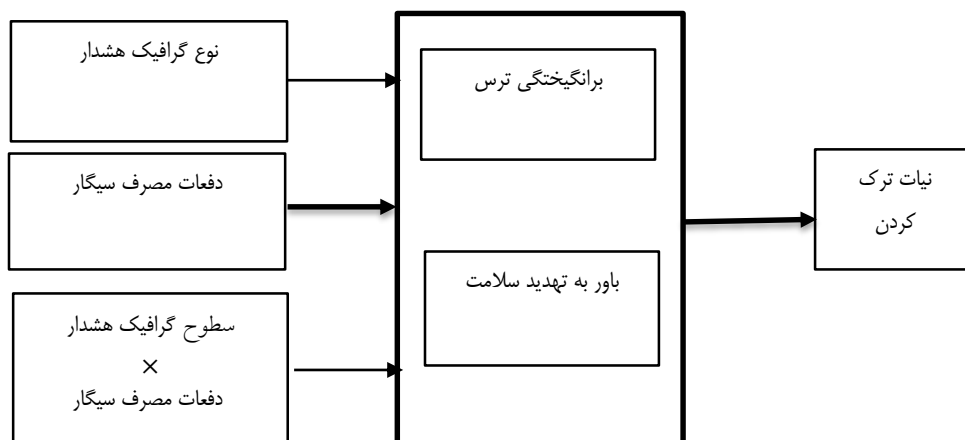 نوع گرافیک هشدار
برانگیختگی ترس
دفعات مصرف سیگار
نیات ترک
کردن
باور به تهدید سلامت
سطوح گرافیک هشدار
×
دفعات مصرف سیگار